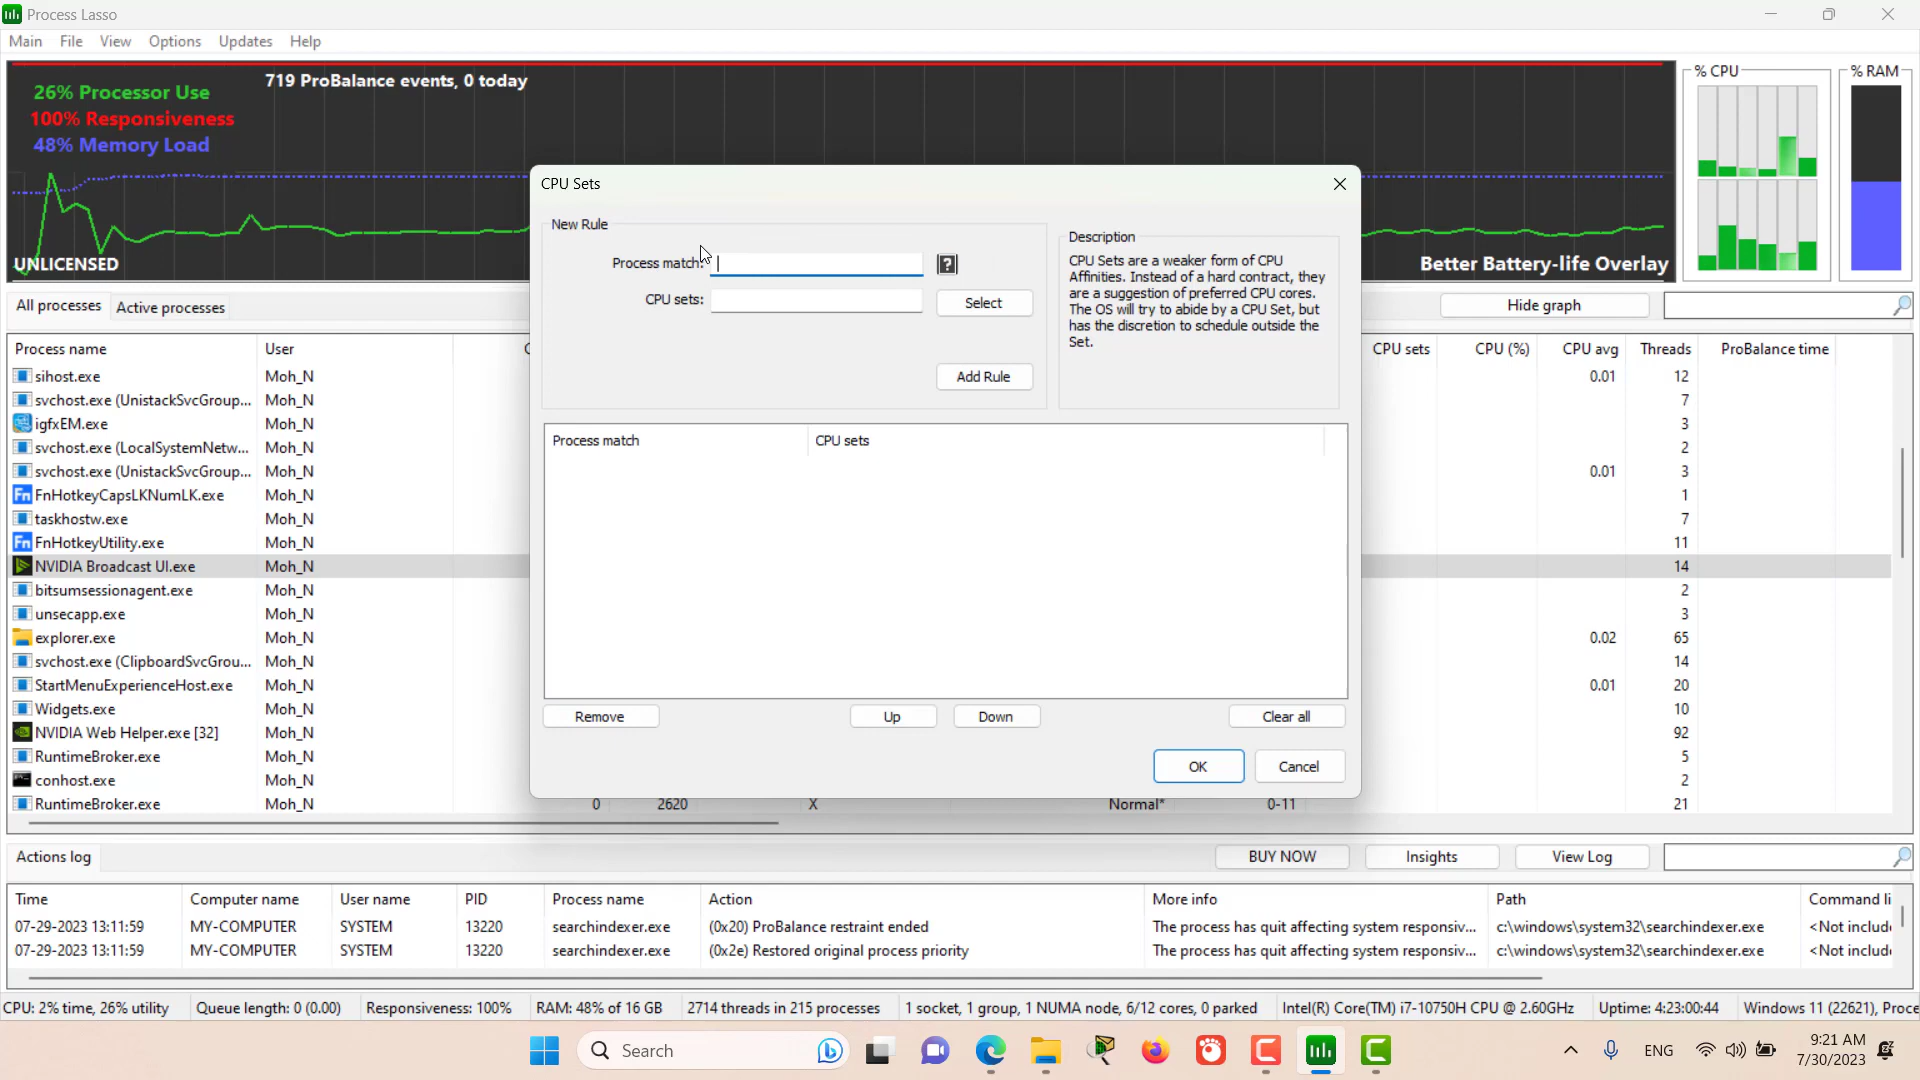 Process Lasso
Main File View Options Updates Help
26% Processor Use
100% Responsiveness
48% Memory Load
719 ProBalance events, 0 today
UNLICENSED
Better Battery-life Overlay
% CPU
% RAM
CPU Sets
New Rule
Process match:
CPU sets:
Select
Add Rule
Description
CPU Sets are a weaker form of CPU
Affinities. Instead of a hard contract, they
are a suggestion of preferred CPU cores.
The OS will try to abide by a CPU Set, but
has the discretion to schedule outside the
Set.
Process match CPU sets
Remove Up Down Clear all
OK Cancel
All processes Active processes
Hide graph
Process name User CPU sets CPU (%) CPU avg Threads ProBalance time
sihost.exe Moh_N 0.01 12
svchost.exe (UnistackSvcGroup... Moh_N 7
igfxEM.exe Moh_N 3
svchost.exe (LocalSystemNetw... Moh_N 2
svchost.exe (UnistackSvcGroup... Moh_N 0.01 3
Fn FnHotkeyCapsLKNumLK.exe Moh_N 1
taskhostw.exe Moh_N 7
Fn FnHotkeyUtility.exe Moh_N 11
NVIDIA Broadcast UI.exe Moh_N 14
bitsumsessionagent.exe Moh_N 2
unsecapp.exe Moh_N 3
explorer.exe Moh_N 0.02 65
svchost.exe (ClipboardSvcGrou... Moh_N 14
StartMenuExperienceHost.exe Moh_N 0.01 20
Widgets.exe Moh_N 10
NVIDIA Web Helper.exe [32] Moh_N 92
RuntimeBroker.exe Moh_N 5
conhost.exe Moh_N 2
RuntimeBroker.exe Moh_N 0 2620 X Normal* 0-11 21
Actions log
BUY NOW Insights View Log
Time Computer name User name PID Process name Action More info Path Command li
07-29-2023 13:11:59 MY-COMPUTER SYSTEM 13220 searchindexer.exe (0x20) ProBalance restraint ended The process has quit affecting system responsiv... c:\windows\system32\searchindexer.exe <Not include
07-29-2023 13:11:59 MY-COMPUTER SYSTEM 13220 searchindexer.exe (0x2e) Restored original process priority The process has quit affecting system responsiv... c:\windows\system32\searchindexer.exe <Not include
CPU: 2% time, 26% utility Queue length: 0 (0.00) Responsiveness: 100% RAM: 48% of 16 GB 2714 threads in 215 processes 1 socket, 1 group, 1 NUMA node, 6/12 cores, 0 parked Intel(R) Core(TM) i7-10750H CPU @ 2.60GHz Uptime: 4:23:00:44 Windows 11 (22621), Proce
Search
ENG
9:21 AM
7/30/2023